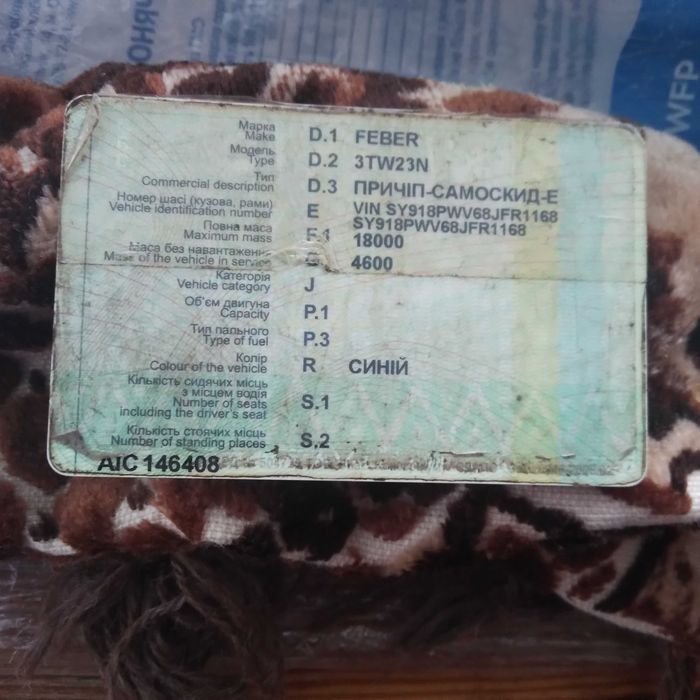 Марка
Make D.1 FEBER
Модель
Type D.2 3TW23N
Тип
Commercial description D.3 ПРИЧІП-САМОСКИД-Е
Номер шасі (кузова, рами)
Vehicle identification number E VIN SY918PWV68JFR1168
SY918PWV68JFR1168
Повна маса
Maximum mass F.1 18000
Маса без навантаження
Mass of the vehicle in service G 4600
Категорія
Vehicle category J
Об'єм двигуна
Capacity P.1
Тип пального
Type of fuel P.3
Колір
Colour of the vehicle R СИНІЙ
Кількість сидячих місць
з місцем водія
Number of seats
including the driver's seat S.1
Кількість стоячих місць
Number of standing places S.2
АІС 146408
WFP